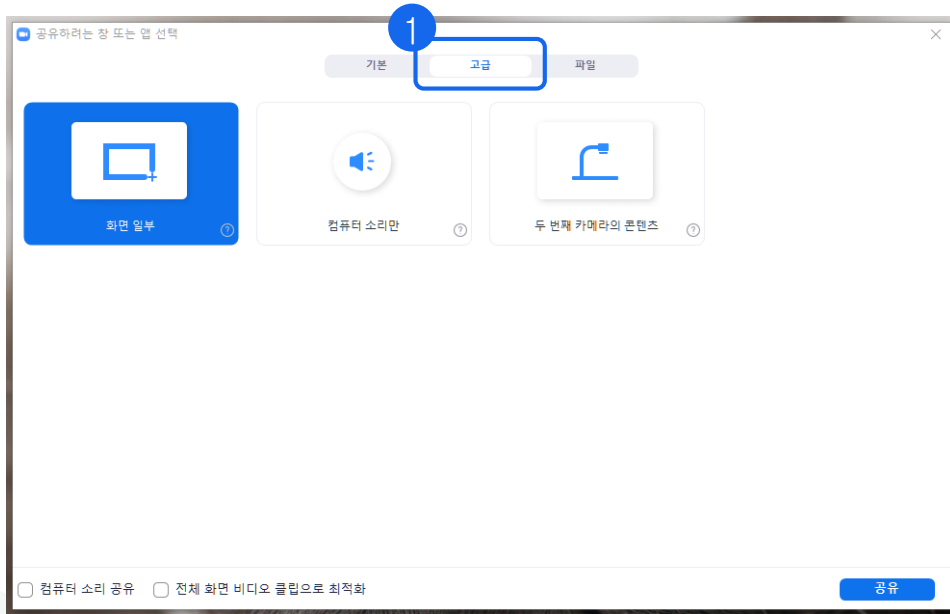 1
공유하려는 창 또는 앱 선택
기본 고급 파일
화면 일부
컴퓨터 소리만
두 번째 카메라의 콘텐츠
컴퓨터 소리 공유 전체 화면 비디오 클립으로 최적화 공유